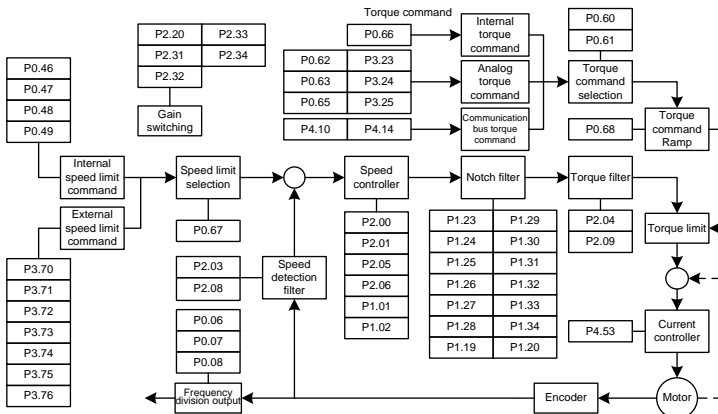 Torque command
P0.66
Internal
torque
command
P0.60
P0.61
P2.20 P2.33
P2.31 P2.34
P2.32
Gain
switching
P0.46
P0.47
P0.48
P0.49
P0.62 P3.23
P0.63 P3.24
P0.65 P3.25
Analog
torque
command
Torque
command
selection
P4.10 P4.14
Communication
bus torque
command
P0.68
Torque
command
Ramp
Internal
speed limit
command
Speed limit
selection
Speed
controller
Notch filter
Torque filter
External
speed limit
command
P0.67
P2.00
P2.01
P2.05
P2.06
P1.01
P1.02
P1.23 P1.29
P1.24 P1.30
P1.25 P1.31
P1.26 P1.32
P1.27 P1.33
P1.28 P1.34
P1.19 P1.20
P2.04
P2.09
Torque limit
P3.70
P3.71
P3.72
P3.73
P3.74
P3.75
P3.76
P2.03
P2.08
Speed
detection
filter
P0.06
P0.07
P0.08
P4.53
Current
controller
Frequency
division output
Encoder
Motor